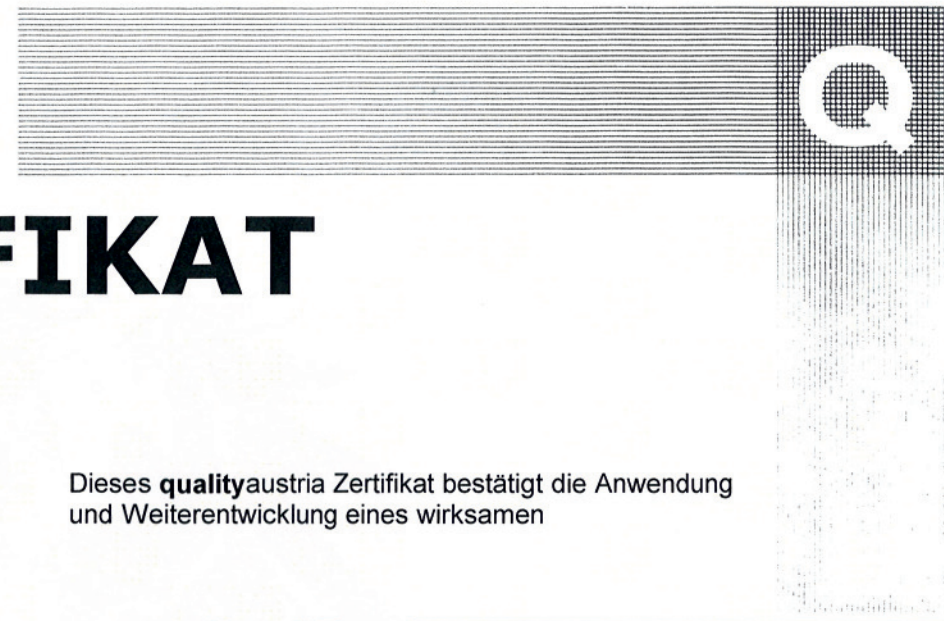 Q
FIKAT
Dieses qualityaustria Zertifikat bestätigt die Anwendung
und Weiterentwicklung eines wirksamen